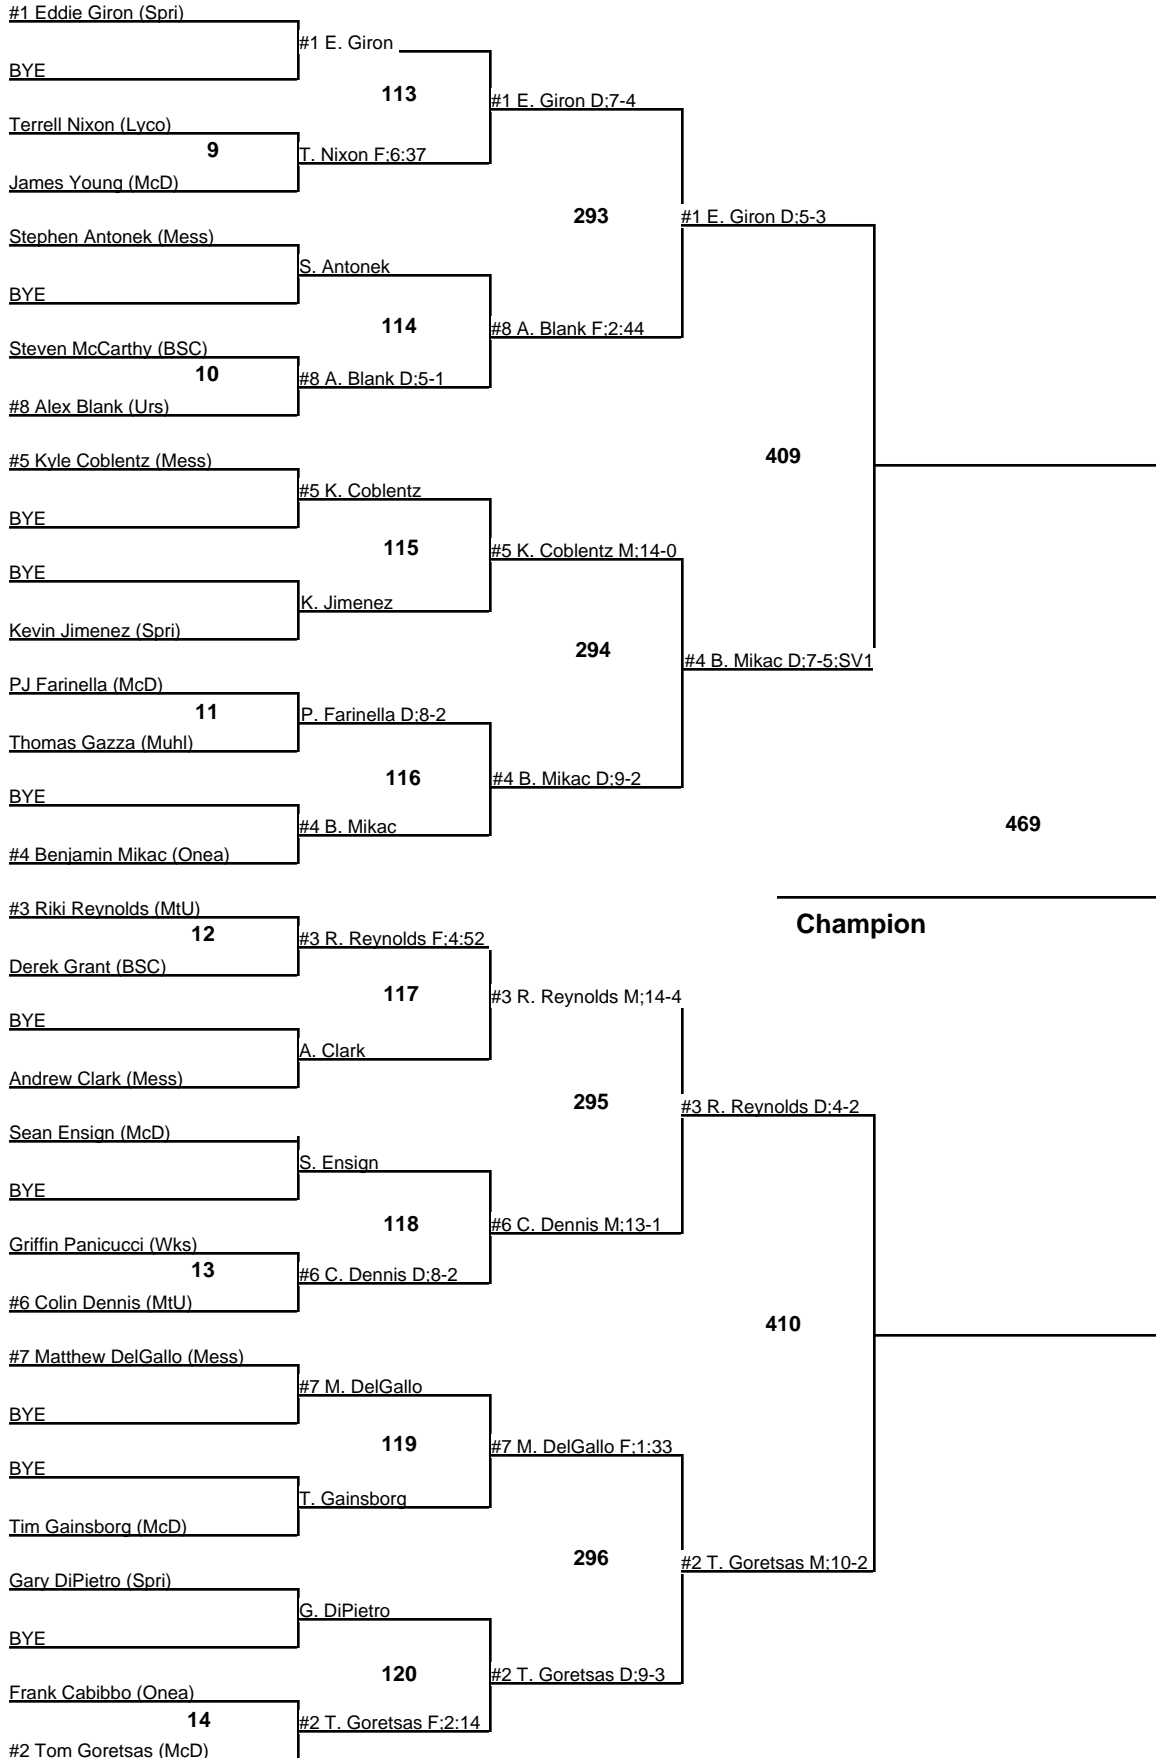 #1 Eddie Giron (Spri)
#1 E. Giron
BYE
113
#1 E. Giron D;7-4
Terrell Nixon (Lyco)
9
T. Nixon F;6:37
James Young (McD)
293
#1 E. Giron D;5-3
Stephen Antonek (Mess)
S. Antonek
BYE
114
#8 A. Blank F;2:44
Steven McCarthy (BSC)
10
#8 A. Blank D;5-1
#8 Alex Blank (Urs)
409
#5 Kyle Coblentz (Mess)
#5 K. Coblentz
BYE
115
#5 K. Coblentz M;14-0
BYE
K. Jimenez
Kevin Jimenez (Spri)
294
#4 B. Mikac D;7-5;SV1
PJ Farinella (McD)
11
P. Farinella D;8-2
Thomas Gazza (Muhl)
116
#4 B. Mikac D;9-2
BYE
#4 B. Mikac
469
#4 Benjamin Mikac (Onea)
#3 Riki Reynolds (MtU)
Champion
12
#3 R. Reynolds F;4:52
Derek Grant (BSC)
117
#3 R. Reynolds M;14-4
BYE
A. Clark
Andrew Clark (Mess)
295
#3 R. Reynolds D;4-2
Sean Ensign (McD)
S. Ensign
BYE
118
#6 C. Dennis M;13-1
Griffin Panicucci (Wks)
13
#6 C. Dennis D;8-2
#6 Colin Dennis (MtU)
410
#7 Matthew DelGallo (Mess)
#7 M. DelGallo
BYE
119
#7 M. DelGallo F;1:33
BYE
T. Gainsborg
Tim Gainsborg (McD)
296
#2 T. Goretsas M;10-2
Gary DiPietro (Spri)
G. DiPietro
BYE
120
#2 T. Goretsas D;9-3
Frank Cabibbo (Onea)
14
#2 T. Goretsas F;2:14
#2 Tom Goretsas (McD)